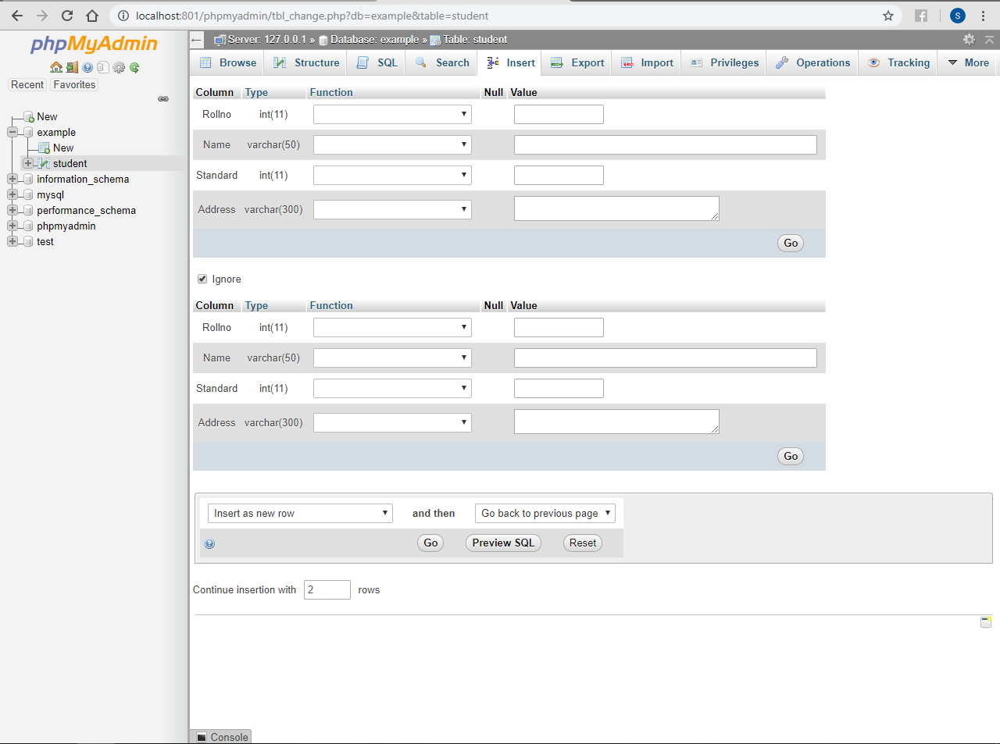 localhost:801/phpmyadmin/tbl_change.php?db=example&table=student
S
phpMyAdmin
Recent Favorites
New
example
New
student
information_schema
mysql
performance_schema
phpmyadmin
test
Server: 127.0.0.1 » Database: example » Table: student
Browse Structure SQL Search Insert Export Import Privileges Operations Tracking More
Column Type Function Null Value
Rollno int(11)
Name varchar(50)
Standard int(11)
Address varchar(300)
Go
Ignore
Column Type Function Null Value
Rollno int(11)
Name varchar(50)
Standard int(11)
Address varchar(300)
Go
Insert as new row and then Go back to previous page
Go Preview SQL Reset
Continue insertion with 2 rows
Console